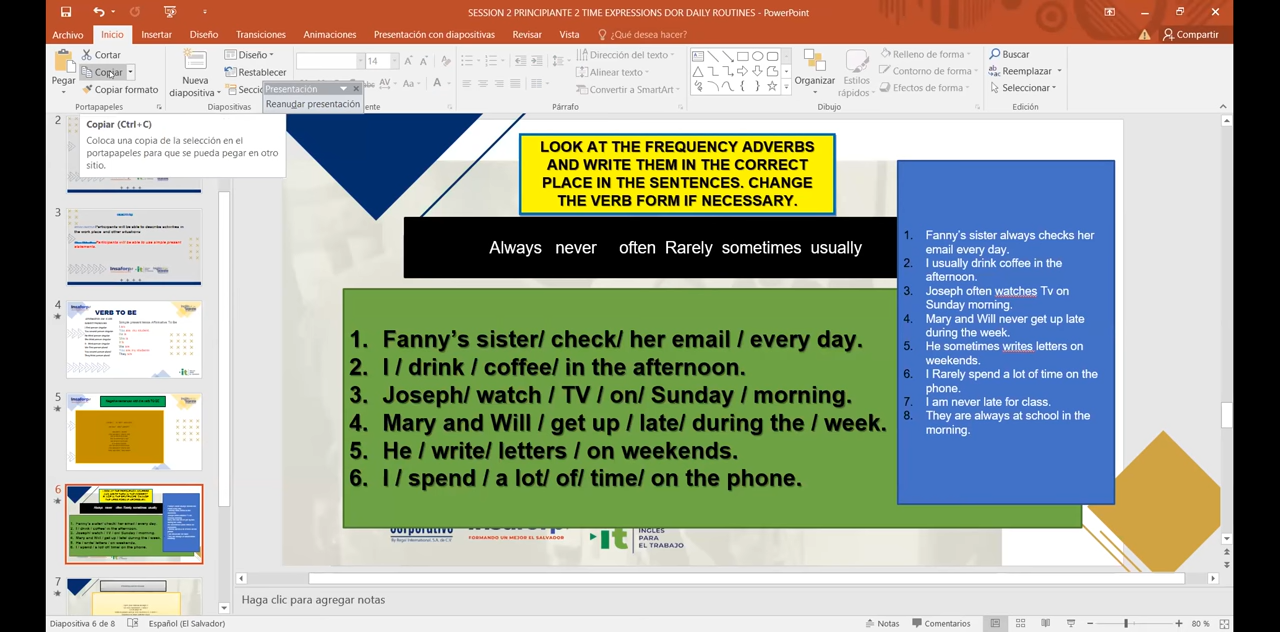 SESSION 2 PRINCIPIANTE 2 TIME EXPRESSIONS DOR DAILY ROUTINES - PowerPoint
Archivo Inicio Insertar Diseño Transiciones Animaciones Presentación con diapositivas Revisar Vista ¿Qué desea hacer? Compartir
Pegar
Cortar
Copiar
Copiar formato
Portapapeles
Nueva
diapositiva
Diseño
Restablecer
Secció
Diapositivas
14
Presentación
Reanudar presentación
Dirección del texto
Alinear texto
Convertir a SmartArt
Párrafo
Organizar
Estilos
rápidos
Relleno de forma
Contorno de forma
Efectos de forma
Dibujo
Buscar
Reemplazar
Seleccionar
Edición
Copiar (Ctrl+C)
Coloca una copia de la selección en el
portapapeles para que se pueda pegar en otro
sitio.
2
3
4
VERB TO BE
5
6
7
LOOK AT THE FREQUENCY ADVERBS
AND WRITE THEM IN THE CORRECT
PLACE IN THE SENTENCES. CHANGE
THE VERB FORM IF NECESSARY.
Always never often Rarely sometimes usually
1. Fanny's sister/ check/ her email / every day.
2. I / drink / coffee/ in the afternoon.
3. Joseph/ watch / TV / on/ Sunday / morning.
4. Mary and Will / get up / late/ during the / week.
5. He / write/ letters / on weekends.
6. I / spend / a lot/ of/ time/ on the phone.
1. Fanny's sister always checks her
email every day.
2. I usually drink coffee in the
afternoon.
3. Joseph often watches Tv on
Sunday morning.
4. Mary and Will never get up late
during the week.
5. He sometimes writes letters on
weekends.
6. I Rarely spend a lot of time on the
phone.
7. I am never late for class.
8. They are always at school in the
morning.
FORMANDO UN MEJOR EL SALVADOR
it
INGLÉS
PARA
EL TRABAJO
Haga clic para agregar notas
Diapositiva 6 de 8 Español (El Salvador) Notas Comentarios 80 %